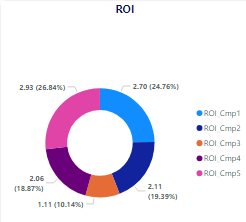 ROI
2.93 (26.84%)
2.70 (24.76%)
ROI_Cmp1
ROI_Cmp2
ROI_Cmp3
ROI_Cmp4
ROI_Cmp5
2.06
(18.87%)
2.11
(19.39%)
1.11 (10.14%)